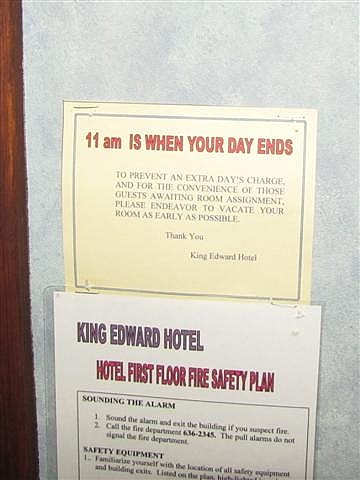 11 am IS WHEN YOUR DAY ENDS
TO PREVENT AN EXTRA DAY'S CHARGE,
AND FOR THE CONVENIENCE OF THOSE
GUESTS AWAITING ROOM ASSIGNMENT,
PLEASE ENDEAVOR TO VACATE YOUR
ROOM AS EARLY AS POSSIBLE.
Thank You
King Edward Hotel
KING EDWARD HOTEL
HOTEL FIRST FLOOR FIRE SAFETY PLAN
SOUNDING THE ALARM
1. Sound the alarm and exit the building if you suspect fire.
2. Call the fire department 636-2345. The pull alarms do not
signal the fire department.
SAFETY EQUIPMENT
1.. Familiarize yourself with the location of all safety equipment
and building exits. Listed on the plan, highlighted